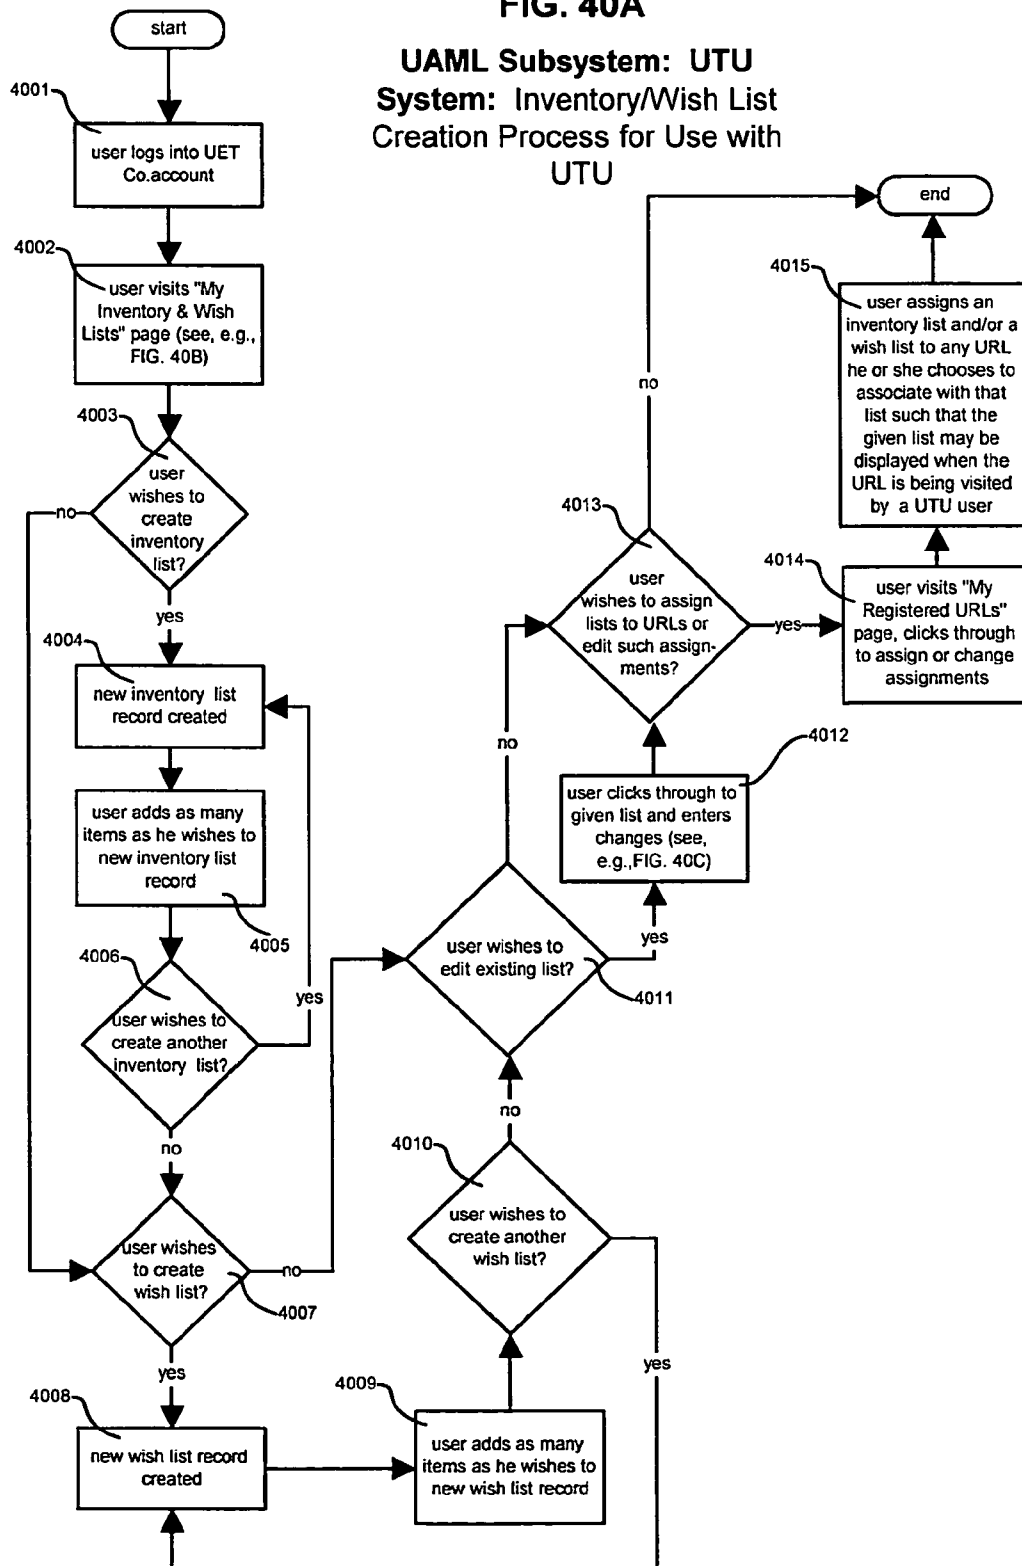 FIG. 40A
UAML Subsystem: UTU
System: Inventory/Wish List
Creation Process for Use with
UTU
start
4001
user logs into UET
Co.account
4002
user visits "My
Inventory & Wish
Lists" page (see, e.g.,
FIG. 40B)
4003
user
wishes to
create
inventory
list?
no
yes
4004
new inventory list
record created
user adds as many
items as he wishes to
new inventory list
record
4005
4006
user wishes to
create another
inventory list?
yes
no
user wishes
to create
wish list?
4007
no
yes
4008
new wish list record
created
4009
user adds as many
items as he wishes to
new wish list record
4010
user wishes to
create another
wish list?
yes
no
user wishes to
edit existing list?
4011
yes
no
4012
user clicks through to
given list and enters
changes (see,
e.g.,FIG. 40C)
4013
user
wishes to assign
lists to URLs or
edit such assign-
ments?
no
yes
4014
user visits "My
Registered URLs"
page, clicks through
to assign or change
assignments
4015
user assigns an
inventory list and/or a
wish list to any URL
he or she chooses to
associate with that
list such that the
given list may be
displayed when the
URL is being visited
by a UTU user
end